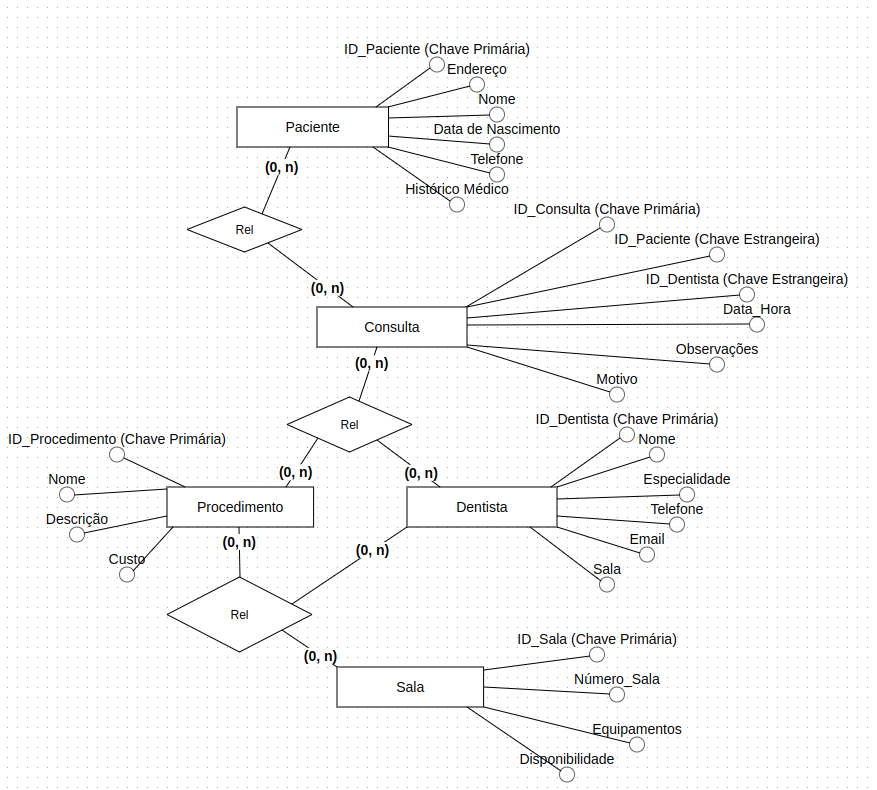 ID_Paciente (Chave Primária)
Endereço
Nome
Paciente
Data de Nascimento
Telefone
(0, n)
Histórico Médico
ID_Consulta (Chave Primária)
Rel
ID_Paciente (Chave Estrangeira)
ID_Dentista (Chave Estrangeira)
(0, n)
Data_Hora
Consulta
Observações
(0, n)
Motivo
ID_Dentista (Chave Primária)
Rel
ID_Procedimento (Chave Primária)
Nome
(0, n)
(0, n)
Nome
Especialidade
Procedimento
Dentista
Telefone
Descrição
(0, n)
Email
(0, n)
Custo
Sala
Rel
ID_Sala (Chave Primária)
(0, n)
Número_Sala
Sala
Equipamentos
Disponibilidade